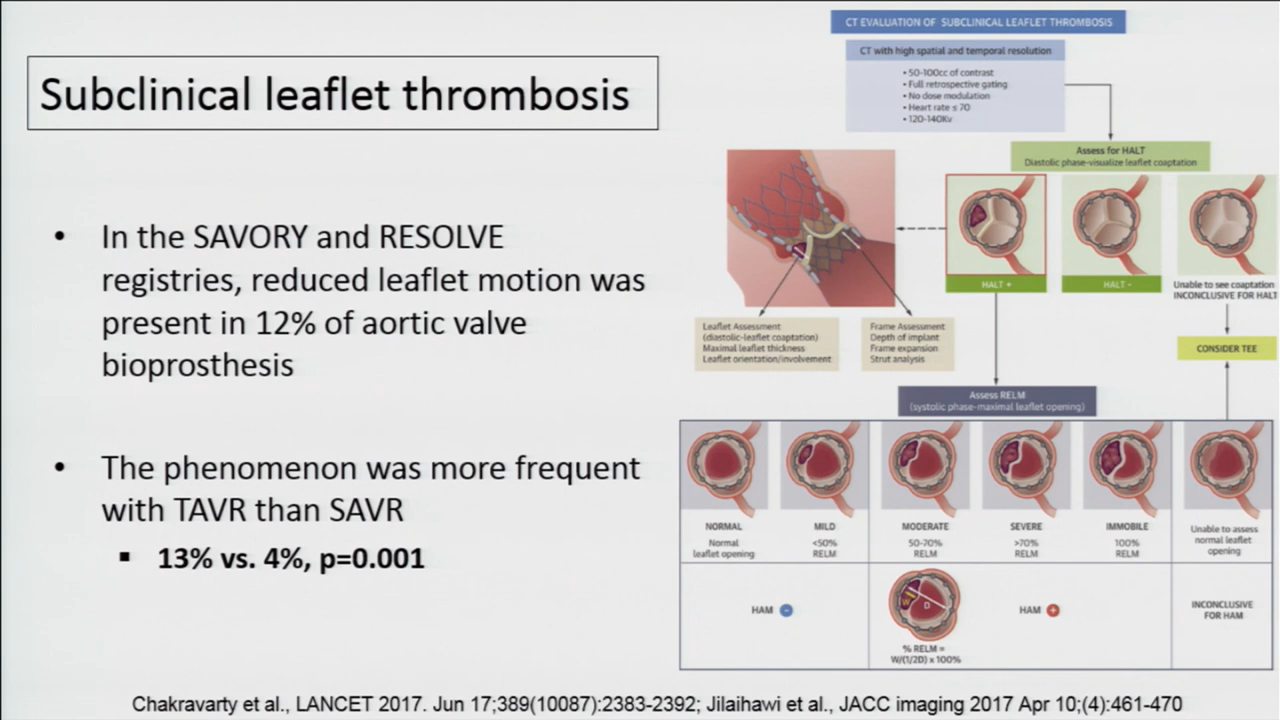 Subclinical leaflet thrombosis
• In the SAVORY and RESOLVE
registries, reduced leaflet motion was
present in 12% of aortic valve
bioprosthesis
• The phenomenon was more frequent
with TAVR than SAVR
▪ 13% vs. 4%, p=0.001
CT EVALUATION OF SUBCLINICAL LEAFLET THROMBOSIS
CT with high spatial and temporal resolution
• 50-100cc of contrast
• Full retrospective gating
• No dose modulation
• Heart rate ≤ 70
• 120-140Kv
Assess for HALT
Diastolic phase-visualize leaflet coaptation
HALT +
HALT -
Unable to see coaptation
INCONCLUSIVE FOR HALT
Leaflet Assessment
(diastolic-leaflet coaptation)
Maximal leaflet thickness
Leaflet orientation/involvement
Frame Assessment
Depth of implant
Frame expansion
Strut analysis
CONSIDER TEE
Assess RELM
(systolic phase-maximal leaflet opening)
NORMAL
Normal
leaflet opening
MILD
<50%
RELM
MODERATE
50-70%
RELM
SEVERE
>70%
RELM
IMMOBILE
100%
RELM
Unable to assess
normal leaflet
opening
HAM -
W
D
% RELM =
W/(1/2D) x 100%
HAM +
INCONCLUSIVE
FOR HAM
Chakravarty et al., LANCET 2017. Jun 17;389(10087):2383-2392; Jilaihawi et al., JACC imaging 2017 Apr 10;(4):461-470